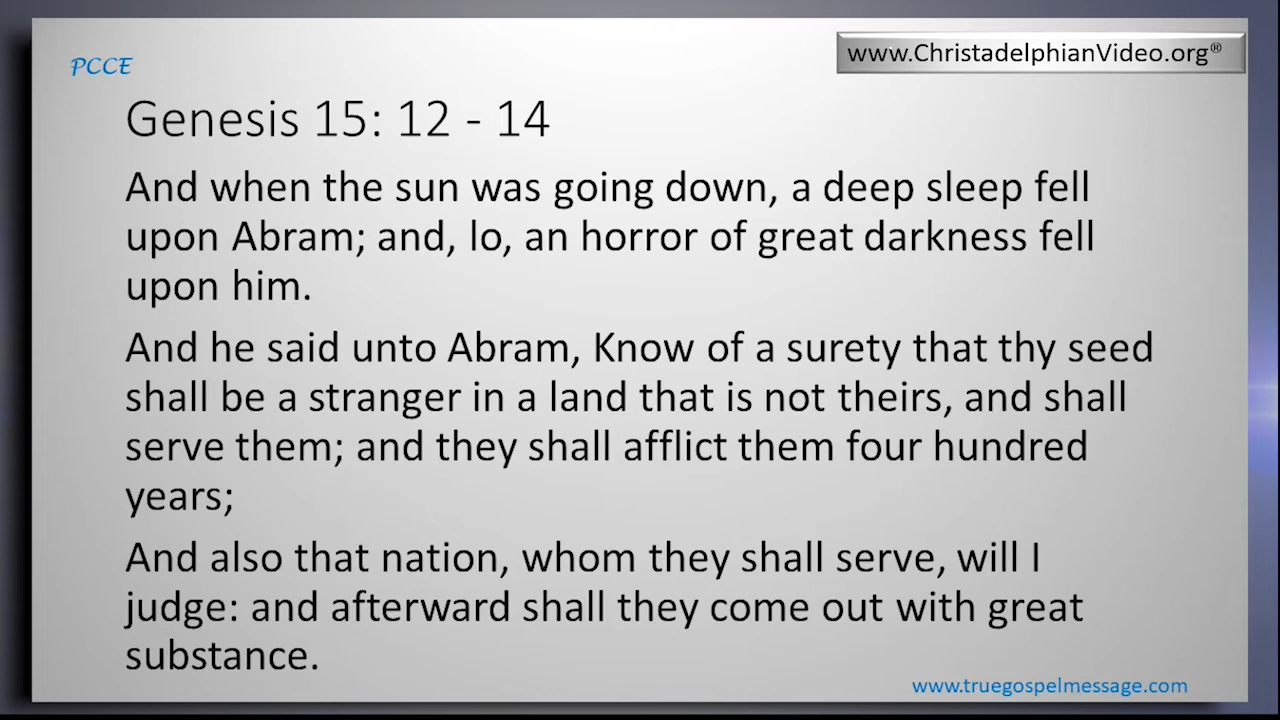 PCCE
www.ChristadelphianVideo.org®
Genesis 15: 12 - 14
And when the sun was going down, a deep sleep fell
upon Abram; and, lo, an horror of great darkness fell
upon him.
And he said unto Abram, Know of a surety that thy seed
shall be a stranger in a land that is not theirs, and shall
serve them; and they shall afflict them four hundred
years;
And also that nation, whom they shall serve, will I
judge: and afterward shall they come out with great
substance.
www.truegospelmessage.com